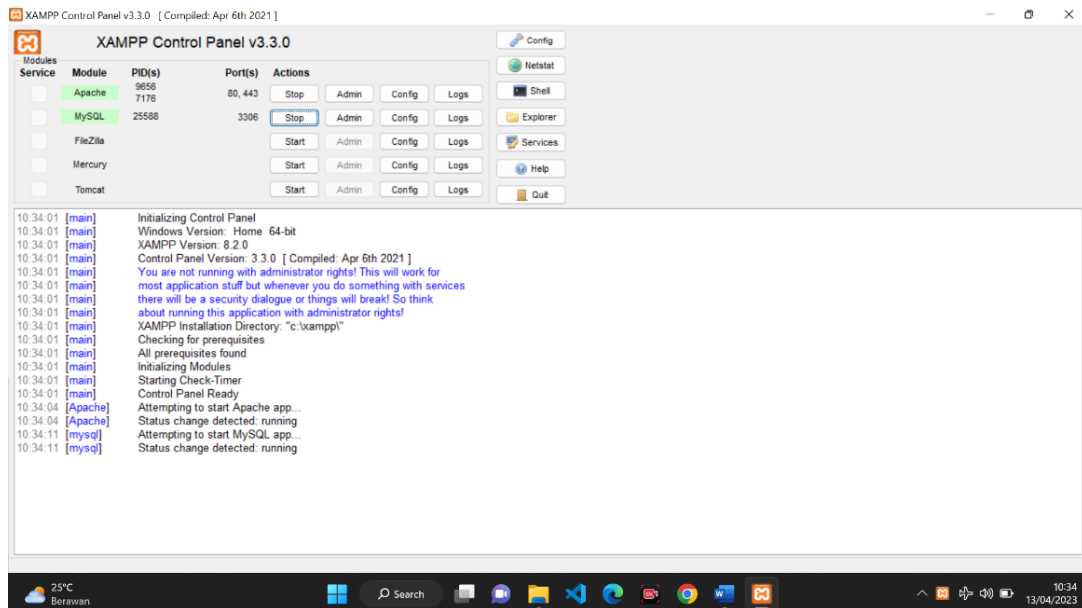 XAMPP Control Panel v3.3.0 [ Compiled: Apr 6th 2021 ]
XAMPP Control Panel v3.3.0
Config
Modules
Service Module PID(s) Port(s) Actions
Netstat
Apache 9656 7176 80, 443 Stop Admin Config Logs
Shell
MySQL 25588 3306 Stop Admin Config Logs
Explorer
FileZilla Start Admin Config Logs
Services
Mercury Start Admin Config Logs
Help
Tomcat Start Admin Config Logs
Quit
10:34:01 [main] Initializing Control Panel
10:34:01 [main] Windows Version: Home 64-bit
10:34:01 [main] XAMPP Version: 8.2.0
10:34:01 [main] Control Panel Version: 3.3.0 [ Compiled: Apr 6th 2021 ]
10:34:01 [main] You are not running with administrator rights! This will work for
10:34:01 [main] most application stuff but whenever you do something with services
10:34:01 [main] there will be a security dialogue or things will break! So think
10:34:01 [main] about running this application with administrator rights!
10:34:01 [main] XAMPP Installation Directory: "c:\xampp\"
10:34:01 [main] Checking for prerequisites
10:34:01 [main] All prerequisites found
10:34:01 [main] Initializing Modules
10:34:01 [main] Starting Check-Timer
10:34:01 [main] Control Panel Ready
10:34:04 [Apache] Attempting to start Apache app...
10:34:04 [Apache] Status change detected: running
10:34:11 [mysql] Attempting to start MySQL app...
10:34:11 [mysql] Status change detected: running
25°C
Berawan
Search
10:34
13/04/2023